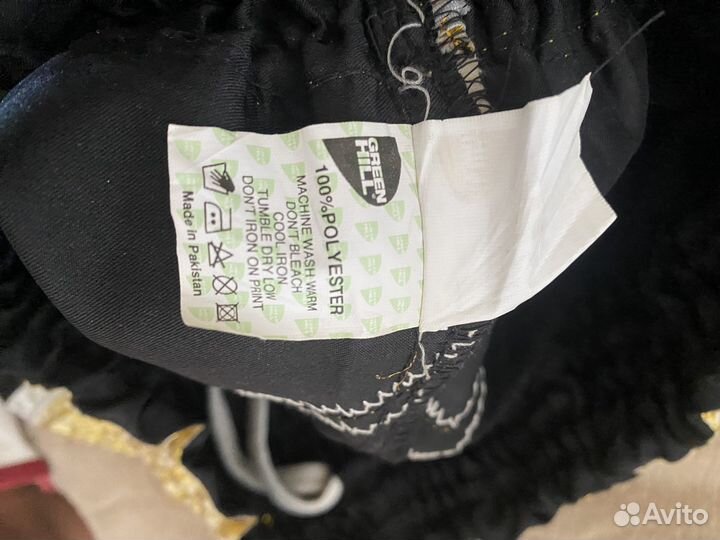 GREEN
HILL
100%POLYESTER
MACHINE WASH WARM
DON'T BLEACH
COOL IRON
TUMBLE DRY LOW
DONT IRON ON PRINT
Made in Pakistan
Avito